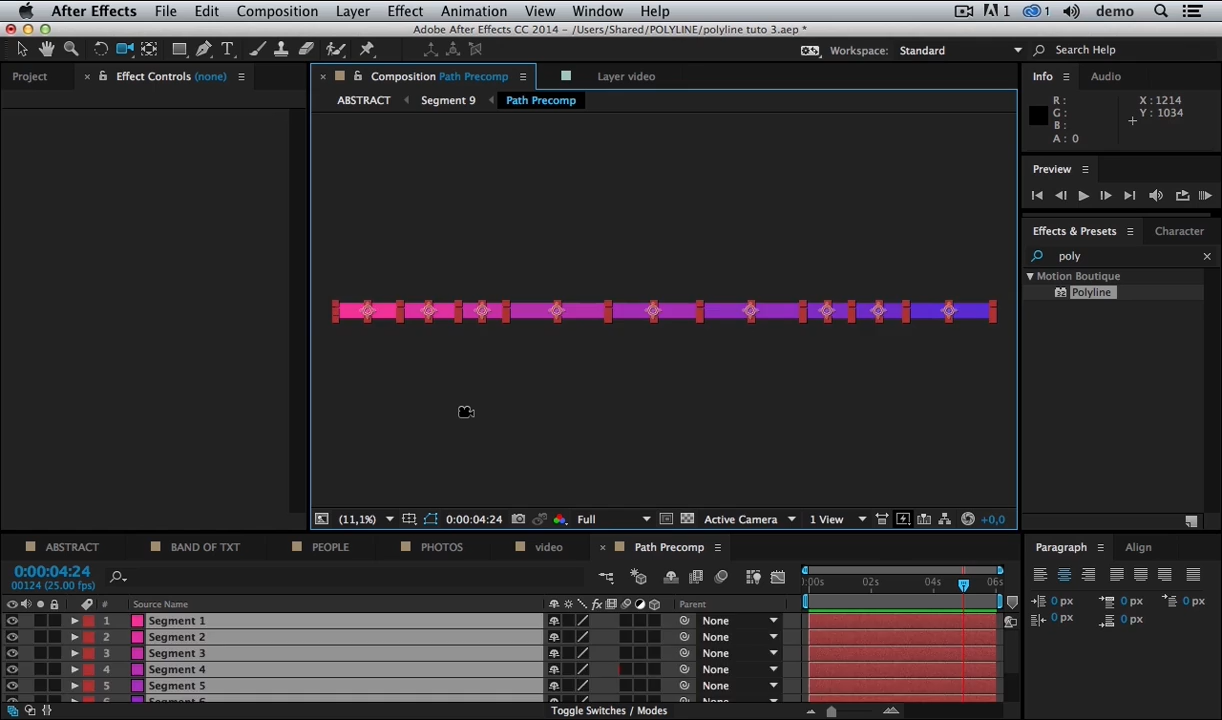 After Effects File Edit Composition Layer Effect Animation View Window Help 1 1 demo
Adobe After Effects CC 2014 - /Users/Shared/POLYLINE/polyline tuto 3.aep *
Workspace: Standard Search Help
Project × Effect Controls (none) × Composition Path Precomp Layer video Info Audio
ABSTRACT Segment 9 Path Precomp
R: X: 1214
G: Y: 1034
B:
A: 0
Preview
Effects & Presets Character
poly ×
Motion Boutique
Polyline
(11,1%) 0:00:04:24 Full Active Camera 1 View +0,0
ABSTRACT BAND OF TXT PEOPLE PHOTOS video × Path Precomp Paragraph Align
0:00:04:24
00124 (25.00 fps)
:00s 02s 04s 06s
# Source Name fx Parent
0 px 0 px 0 px
0 px 0 px
1 Segment 1 None
2 Segment 2 None
3 Segment 3 None
4 Segment 4 None
5 Segment 5 None
Toggle Switches / Modes